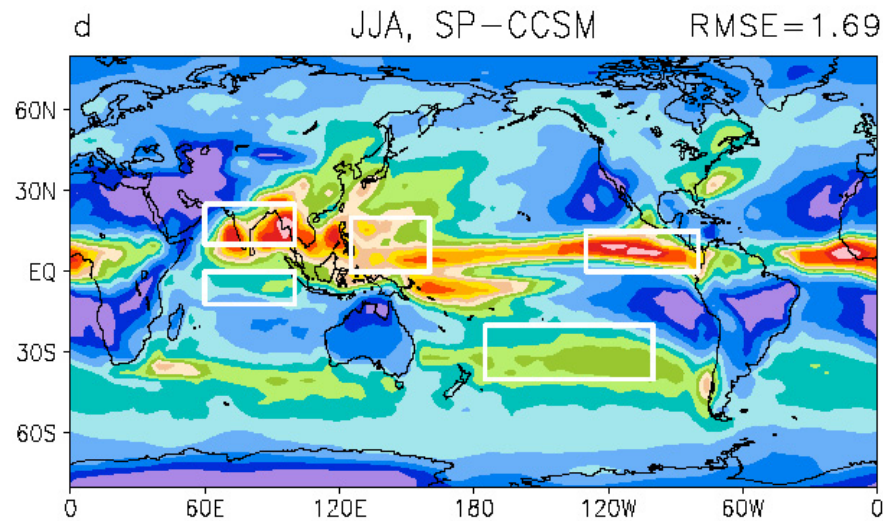 d JJA, SP−CCSM RMSE=1.69
60N
30N
EQ
30S
60S
0 60E 120E 180 120W 60W 0